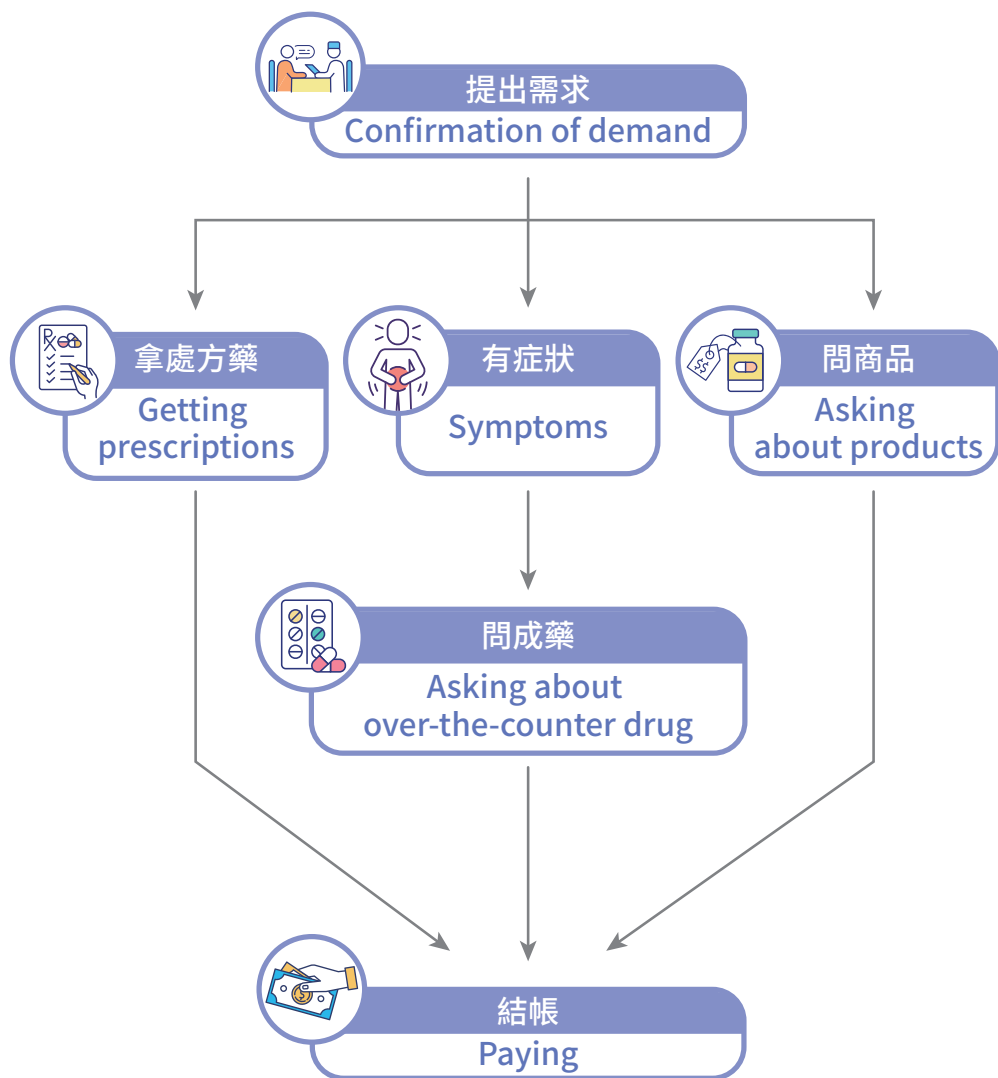 提出需求
Confirmation of demand
拿處方藥
Getting
prescriptions
有症狀
Symptoms
問商品
Asking
about products
問成藥
Asking about
over-the-counter drug
結帳
Paying